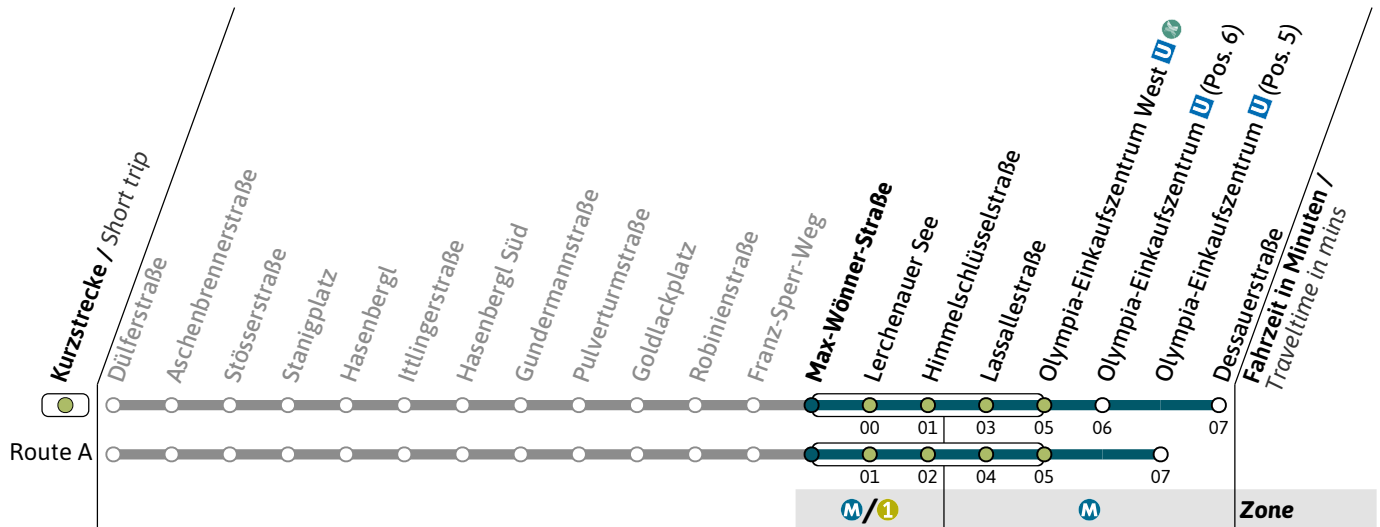 Kurzstrecke / Short trip
Dülferstraße
Aschenbrennerstraße
Stösserstraße
Stanigplatz
Hasenbergl
Ittlingerstraße
Hasenbergl Süd
Gundermannstraße
Pulverturmstraße
Goldlackplatz
Robinienstraße
Franz-Sperr-Weg
Max-Wönner-Straße
Lerchenauer See
Himmelschlüsselstraße
Lassallestraße
Olympia-Einkaufszentrum West U
Olympia-Einkaufszentrum U (Pos. 6)
Olympia-Einkaufszentrum U (Pos. 5)
Dessauerstraße
Fahrzeit in Minuten /
Traveltime in mins
00 01 03 05 06 07
Route A
01 02 04 05 07
M/1 M Zone